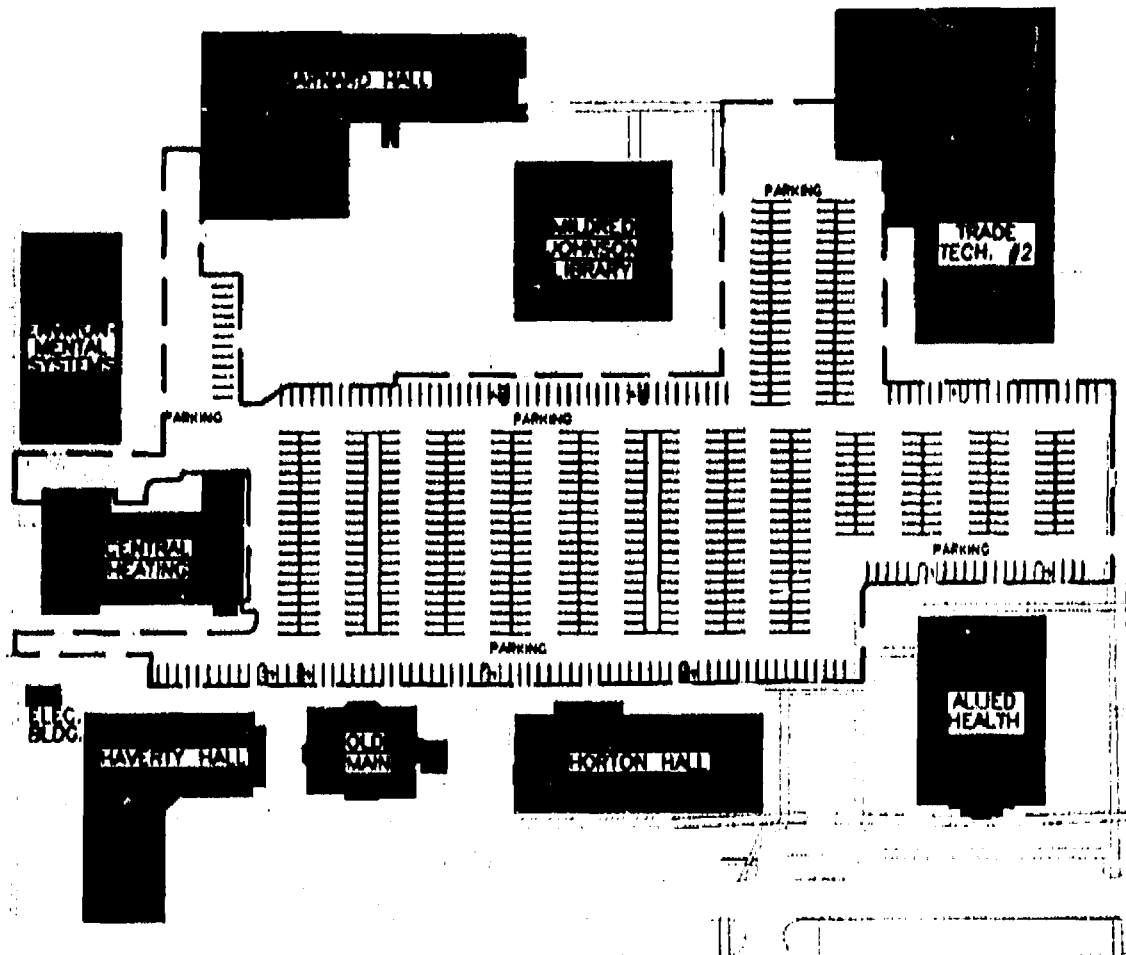 BARNARD HALL
PARKING
MILDRED
JOHNSON
LIBRARY
TRADE
TECH. #2
MENTAL
SYSTEMS
PARKING
PARKING
CENTRAL
HEATING
PARKING
PARKING
ELEC.
BLDG.
HAVERTY HALL
OLD
MAIN
HORTON HALL
ALLIED
HEALTH